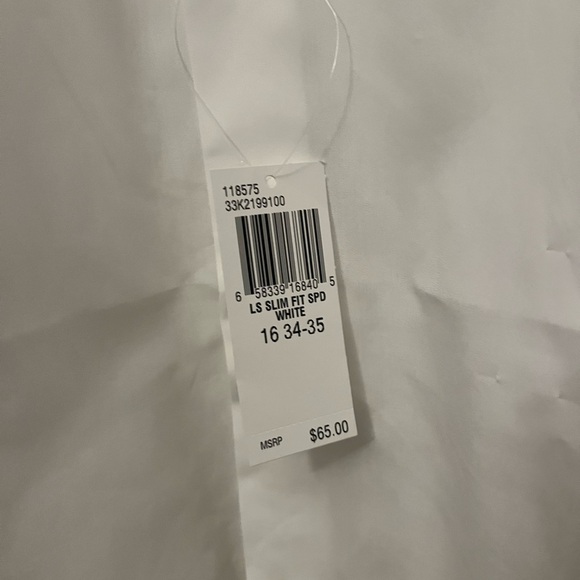 118575
33K2199100
6 58339 16840 5
LS SLIM FIT SPD
WHITE
16 34-35
MSRP $65.00